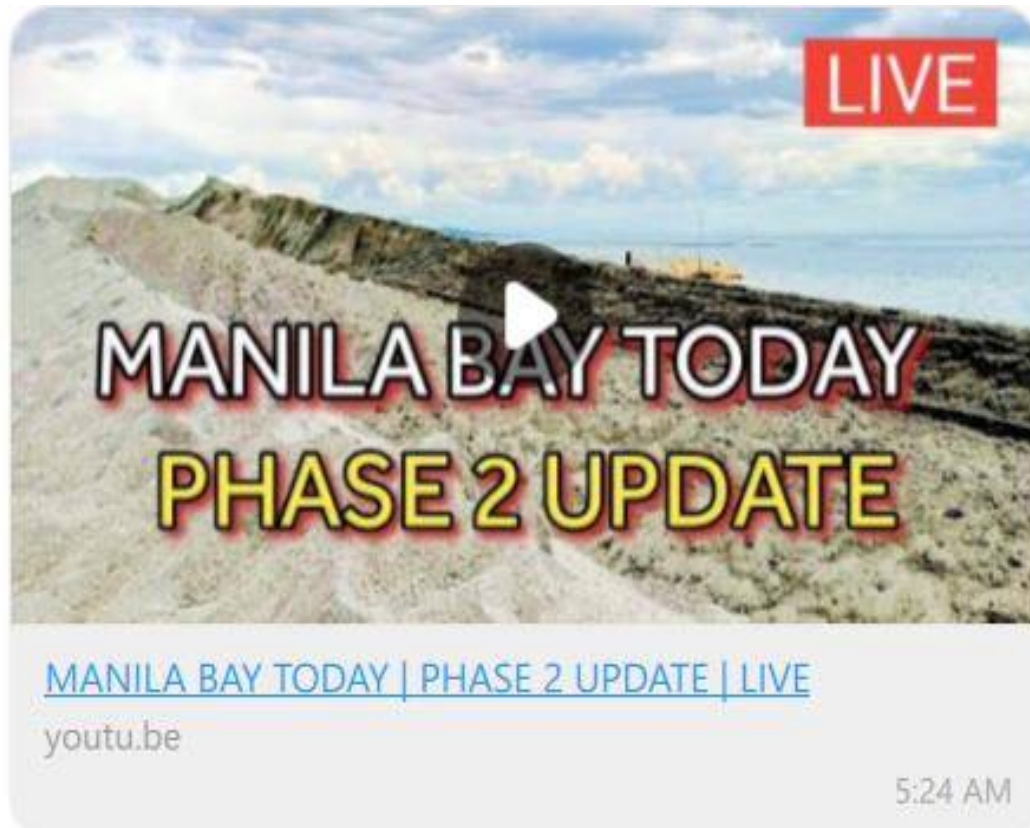 LIVE
MANILA BAY TODAY
PHASE 2 UPDATE
MANILA BAY TODAY | PHASE 2 UPDATE | LIVE
youtu.be
5:24 AM